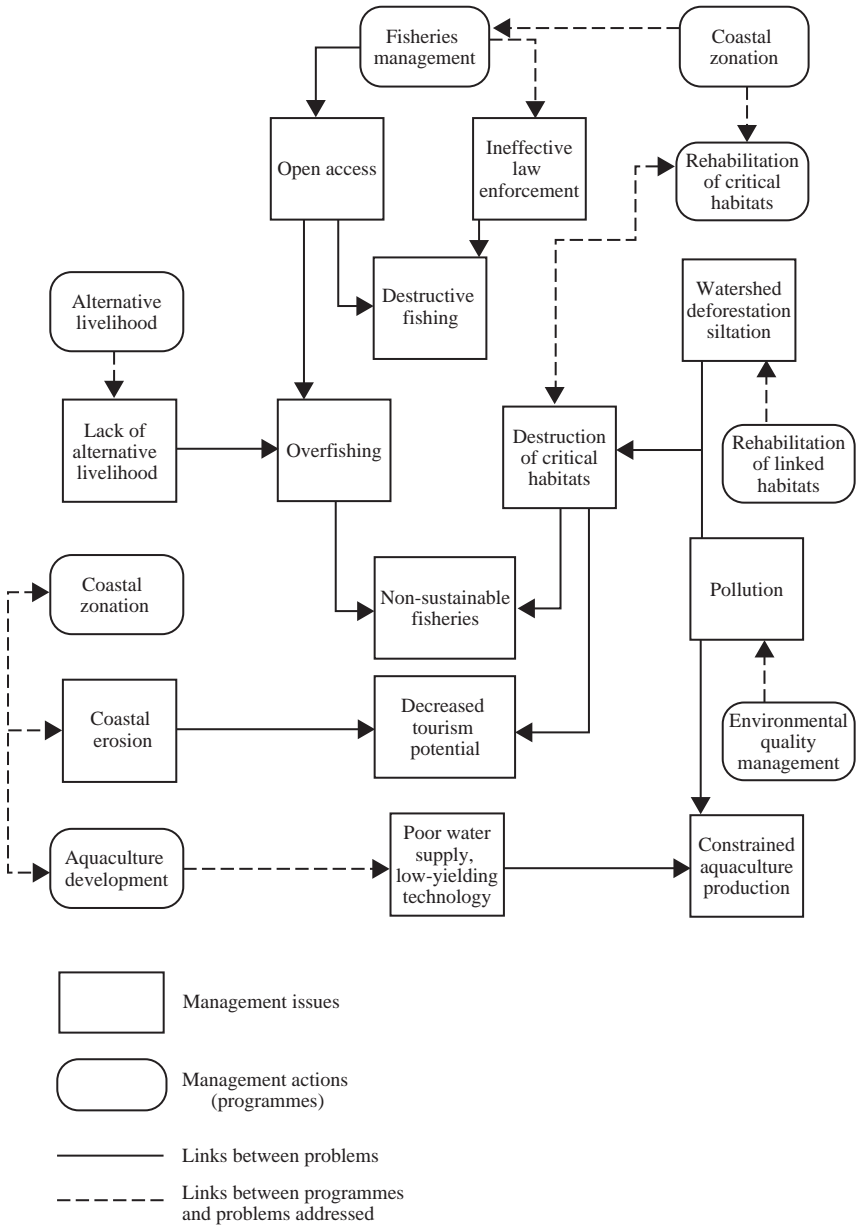 Fisheries
management
Coastal
zonation
Open access
Ineffective
law
enforcement
Rehabilitation
of critical
habitats
Alternative
livelihood
Destructive
fishing
Watershed
deforestation
siltation
Lack of
alternative
livelihood
Overfishing
Destruction
of critical
habitats
Rehabilitation
of linked
habitats
Coastal
zonation
Non-sustainable
fisheries
Pollution
Coastal
erosion
Decreased
tourism
potential
Environmental
quality
management
Aquaculture
development
Poor water
supply,
low-yielding
technology
Constrained
aquaculture
production
Management issues
Management actions
(programmes)
Links between problems
Links between programmes
and problems addressed